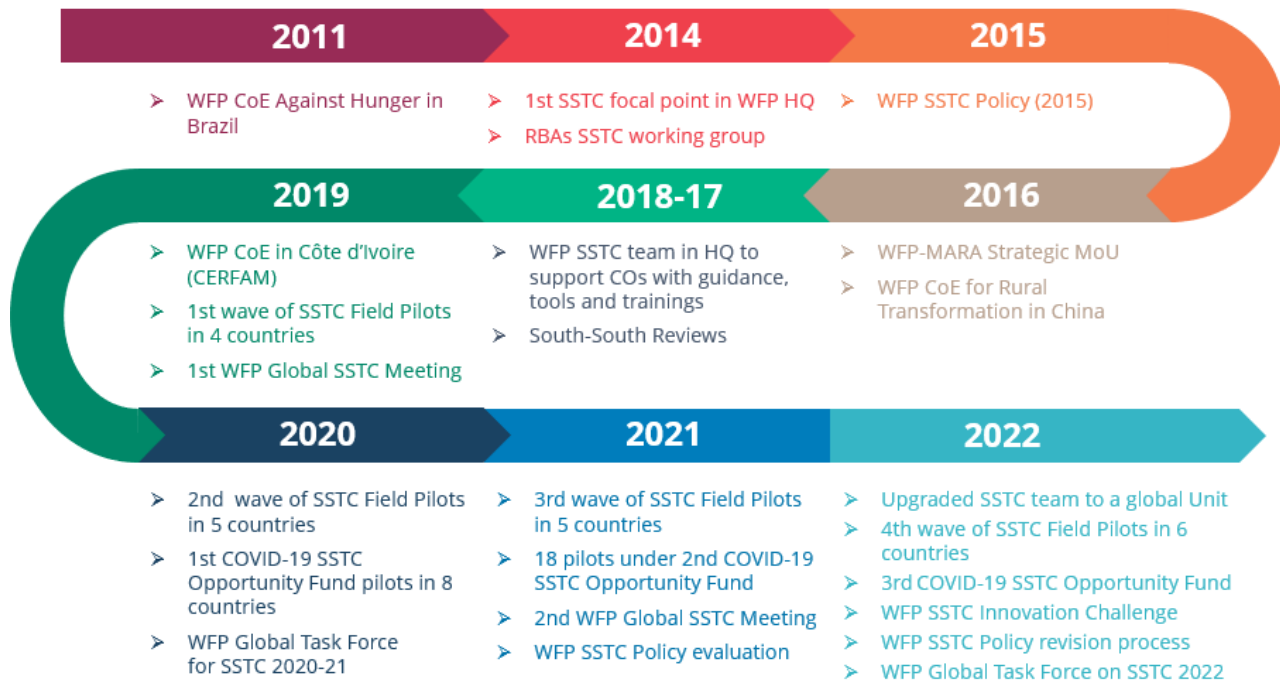 2011
2014
2015
➢ WFP CoE Against Hunger in
Brazil
➢ 1st SSTC focal point in WFP HQ
➢ RBAs SSTC working group
➢ WFP SSTC Policy (2015)
2019
2018-17
2016
➢ WFP CoE in Côte d’Ivoire
(CERFAM)
➢ 1st wave of SSTC Field Pilots
in 4 countries
➢ 1st WFP Global SSTC Meeting
➢ WFP SSTC team in HQ to
support COs with guidance,
tools and trainings
➢ South-South Reviews
➢ WFP-MARA Strategic MoU
➢ WFP CoE for Rural
Transformation in China
2020
2021
2022
➢ 2nd wave of SSTC Field Pilots
in 5 countries
➢ 1st COVID-19 SSTC
Opportunity Fund pilots in 8
countries
➢ WFP Global Task Force
for SSTC 2020-21
➢ 3rd wave of SSTC Field Pilots
in 5 countries
➢ 18 pilots under 2nd COVID-19
SSTC Opportunity Fund
➢ 2nd WFP Global SSTC Meeting
➢ WFP SSTC Policy evaluation
➢ Upgraded SSTC team to a global Unit
➢ 4th wave of SSTC Field Pilots in 6
countries
➢ 3rd COVID-19 SSTC Opportunity Fund
➢ WFP SSTC Innovation Challenge
➢ WFP SSTC Policy revision process
➢ WFP Global Task Force on SSTC 2022